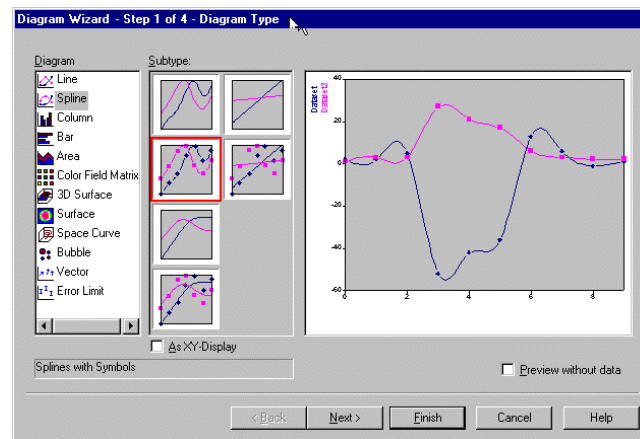 Diagram Wizard - Step 1 of 4 - Diagram Type
Diagram
Line
Spline
Column
Bar
Area
Color Field Matrix
3D Surface
Surface
Space Curve
Bubble
Vector
Error Limit
Subtype:
As XY-Display
Splines with Symbols
Dataset
Dataset2
40
20
0
-20
-40
-60
0 2 4 6 8
Preview without data
< Back Next > Finish Cancel Help